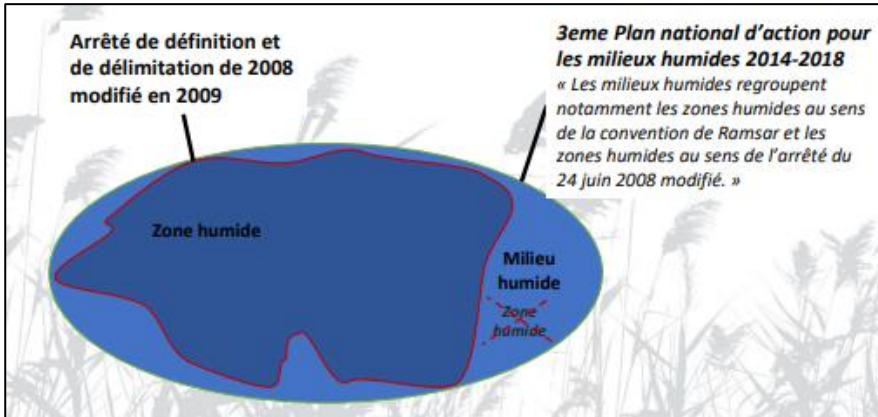 Arrêté de définition et
de délimitation de 2008
modifié en 2009
3eme Plan national d'action pour
les milieux humides 2014-2018
« Les milieux humides regroupent
notamment les zones humides au sens
de la convention de Ramsar et les
zones humides au sens de l'arrêté du
24 juin 2008 modifié. »
Zone humide
Milieu
humide
Zone
humide